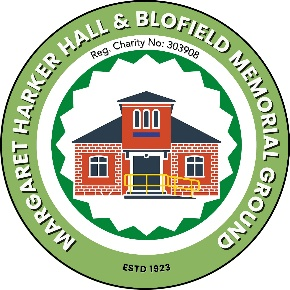 MARGARET HARKER HALL & BLOFIELD MEMORIAL GROUND
Reg. Charity No: 303908
ESTD 1923